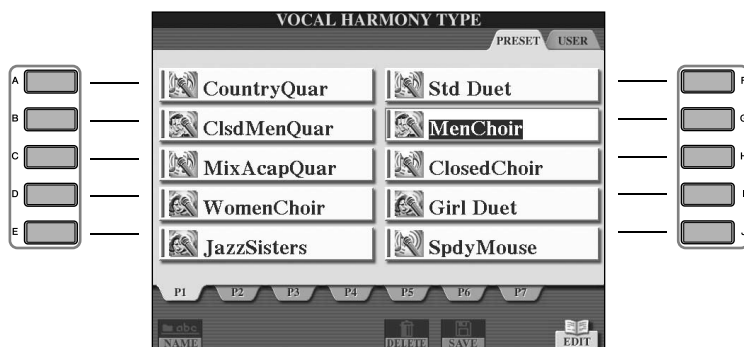 VOCAL HARMONY TYPE
PRESET USER
A CountryQuar Std Duet F
B ClsdMenQuar MenChoir G
C MixAcapQuar ClosedChoir H
D WomenChoir Girl Duet I
E JazzSisters SpdyMouse J
P1 P2 P3 P4 P5 P6 P7
abc
NAME DELETE SAVE EDIT